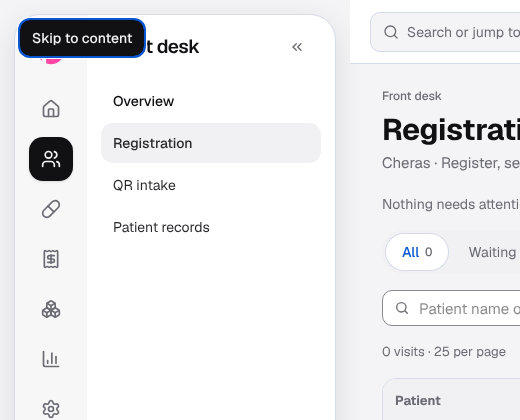 Skip to content
t desk
Search or jump to
Overview
Registration
QR intake
Patient records
Front desk
Registrati
Cheras · Register, se
Nothing needs attenti
All 0
Waiting
Patient name o
0 visits · 25 per page
Patient